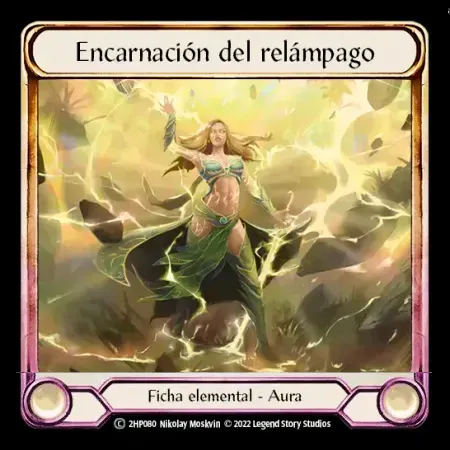 Encarnación del relámpago
Ficha elemental - Aura
© 2HP080 Nikolay Moskvin © 2022 Legend Story Studios